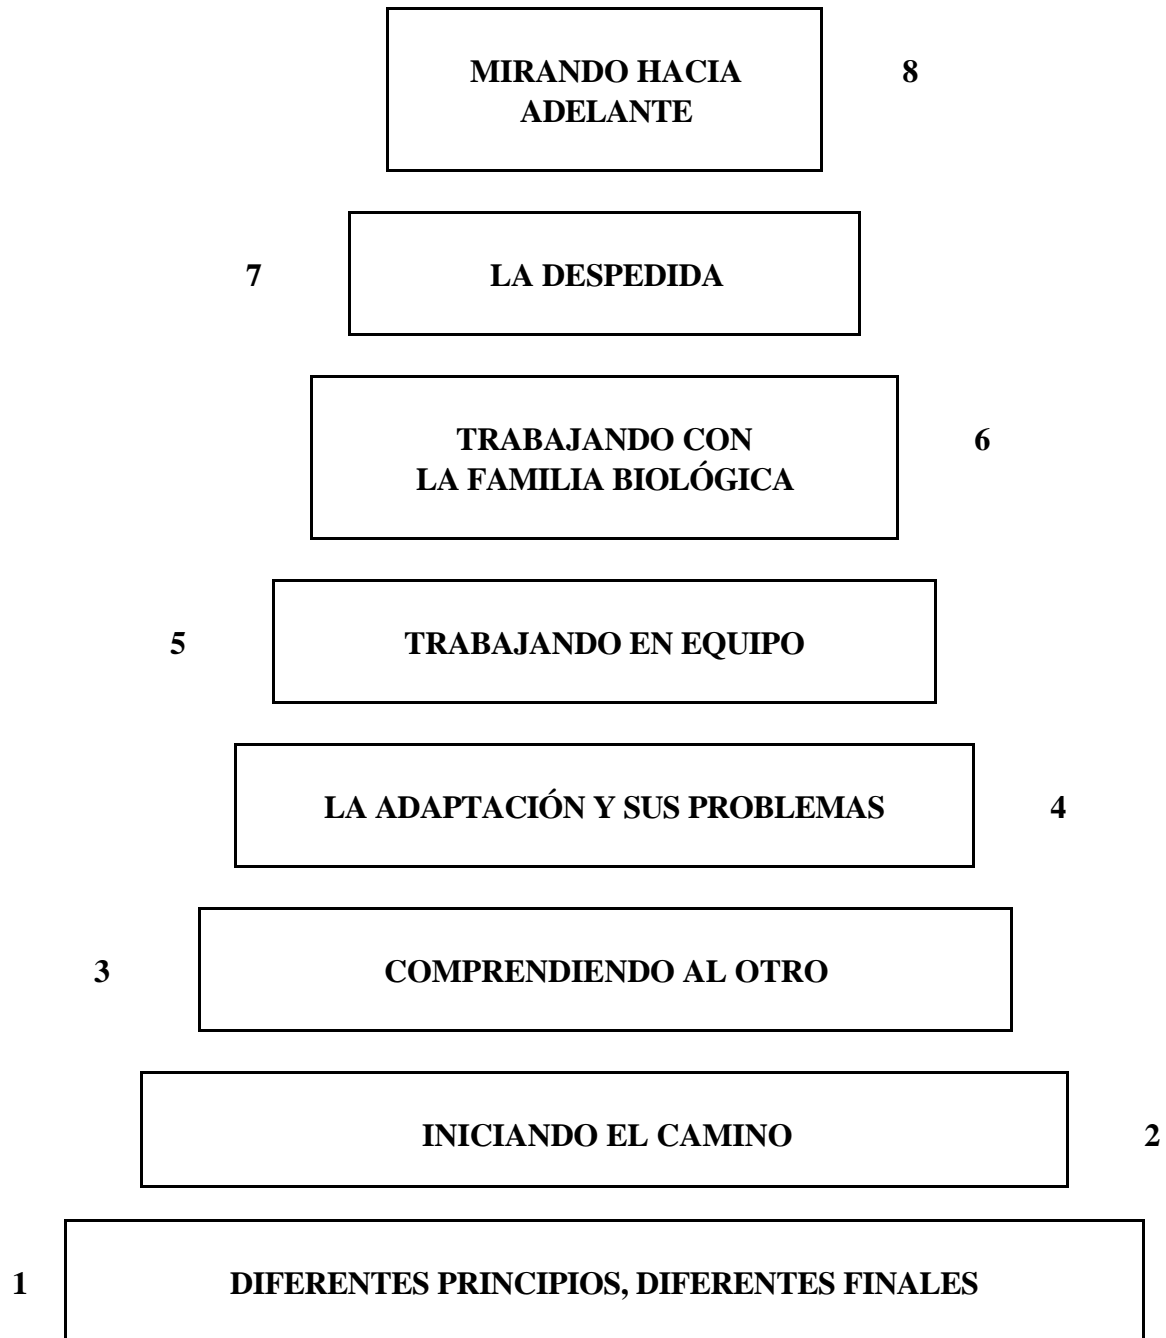 MIRANDO HACIA 8
ADELANTE
7 LA DESPEDIDA
TRABAJANDO CON 6
LA FAMILIA BIOLÓGICA
5 TRABAJANDO EN EQUIPO
LA ADAPTACIÓN Y SUS PROBLEMAS 4
3 COMPRENDIENDO AL OTRO
INICIANDO EL CAMINO 2
1 DIFERENTES PRINCIPIOS, DIFERENTES FINALES